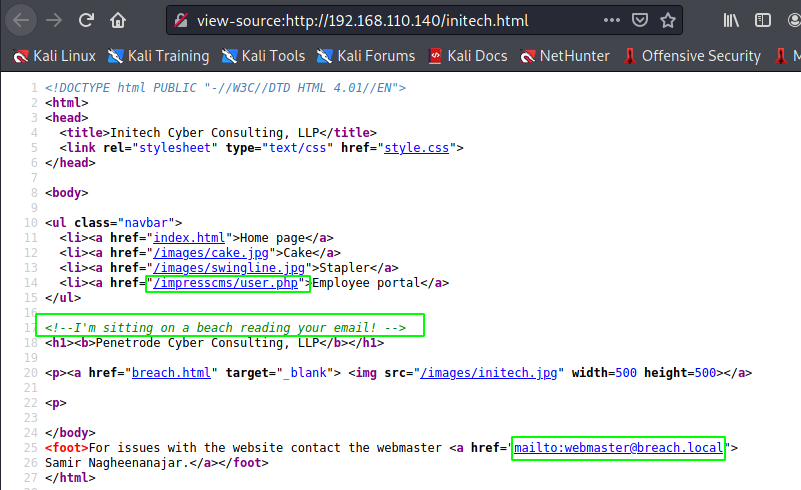 view-source:http://192.168.110.140/initech.html
Kali Linux Kali Training Kali Tools Kali Forums Kali Docs NetHunter Offensive Security M
1 <!DOCTYPE html PUBLIC "-//W3C//DTD HTML 4.01//EN">
2 <html>
3 <head>
4 <title>Initech Cyber Consulting, LLP</title>
5 <link rel="stylesheet" type="text/css" href="style.css">
6 </head>
7
8 <body>
9
10 <ul class="navbar">
11 <li><a href="index.html">Home page</a>
12 <li><a href="/images/cake.jpg">Cake</a>
13 <li><a href="/images/swingline.jpg">Stapler</a>
14 <li><a href="/impresscms/user.php">Employee portal</a>
15 </ul>
16
17 <!--I'm sitting on a beach reading your email! -->
18 <h1><b>Penetrode Cyber Consulting, LLP</b></h1>
19
20 <p><a href="breach.html" target="_blank"> <img src="/images/initech.jpg" width=500 height=500></a>
21
22 <p>
23
24 </body>
25 <foot>For issues with the website contact the webmaster <a href="mailto:webmaster@breach.local">
26 Samir Nagheenanajar.</a></foot>
27 </html>
28